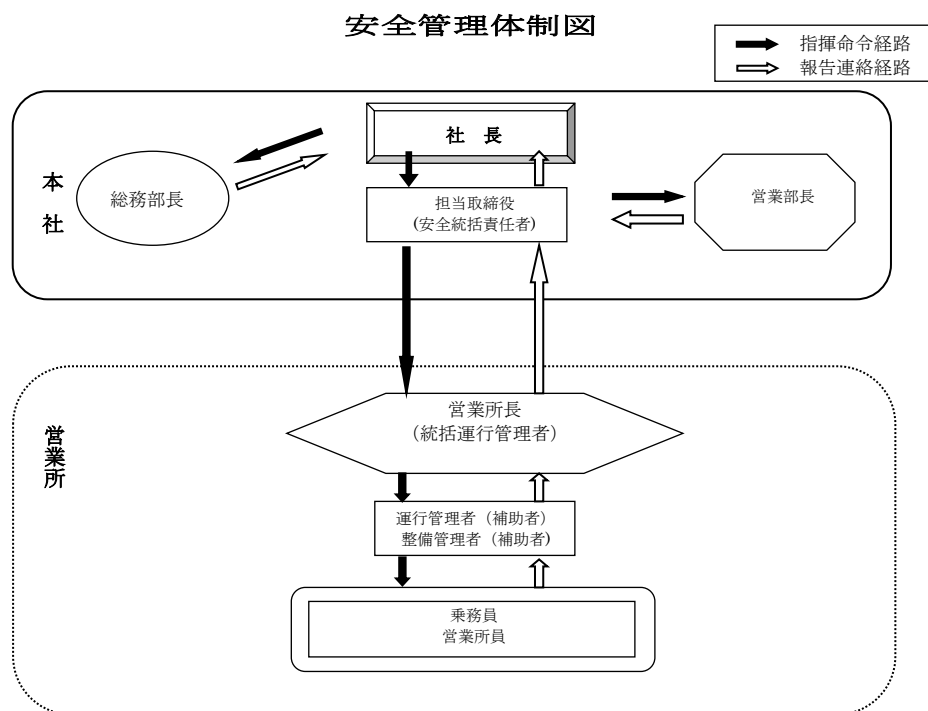 安全管理体制図
指揮命令経路
報告連絡経路
本社
社 長
総務部長
担当取締役
(安全統括責任者)
営業部長
営業所
営業所長
（統括運行管理者）
運行管理者（補助者）
整備管理者（補助者)
乗務員
営業所員